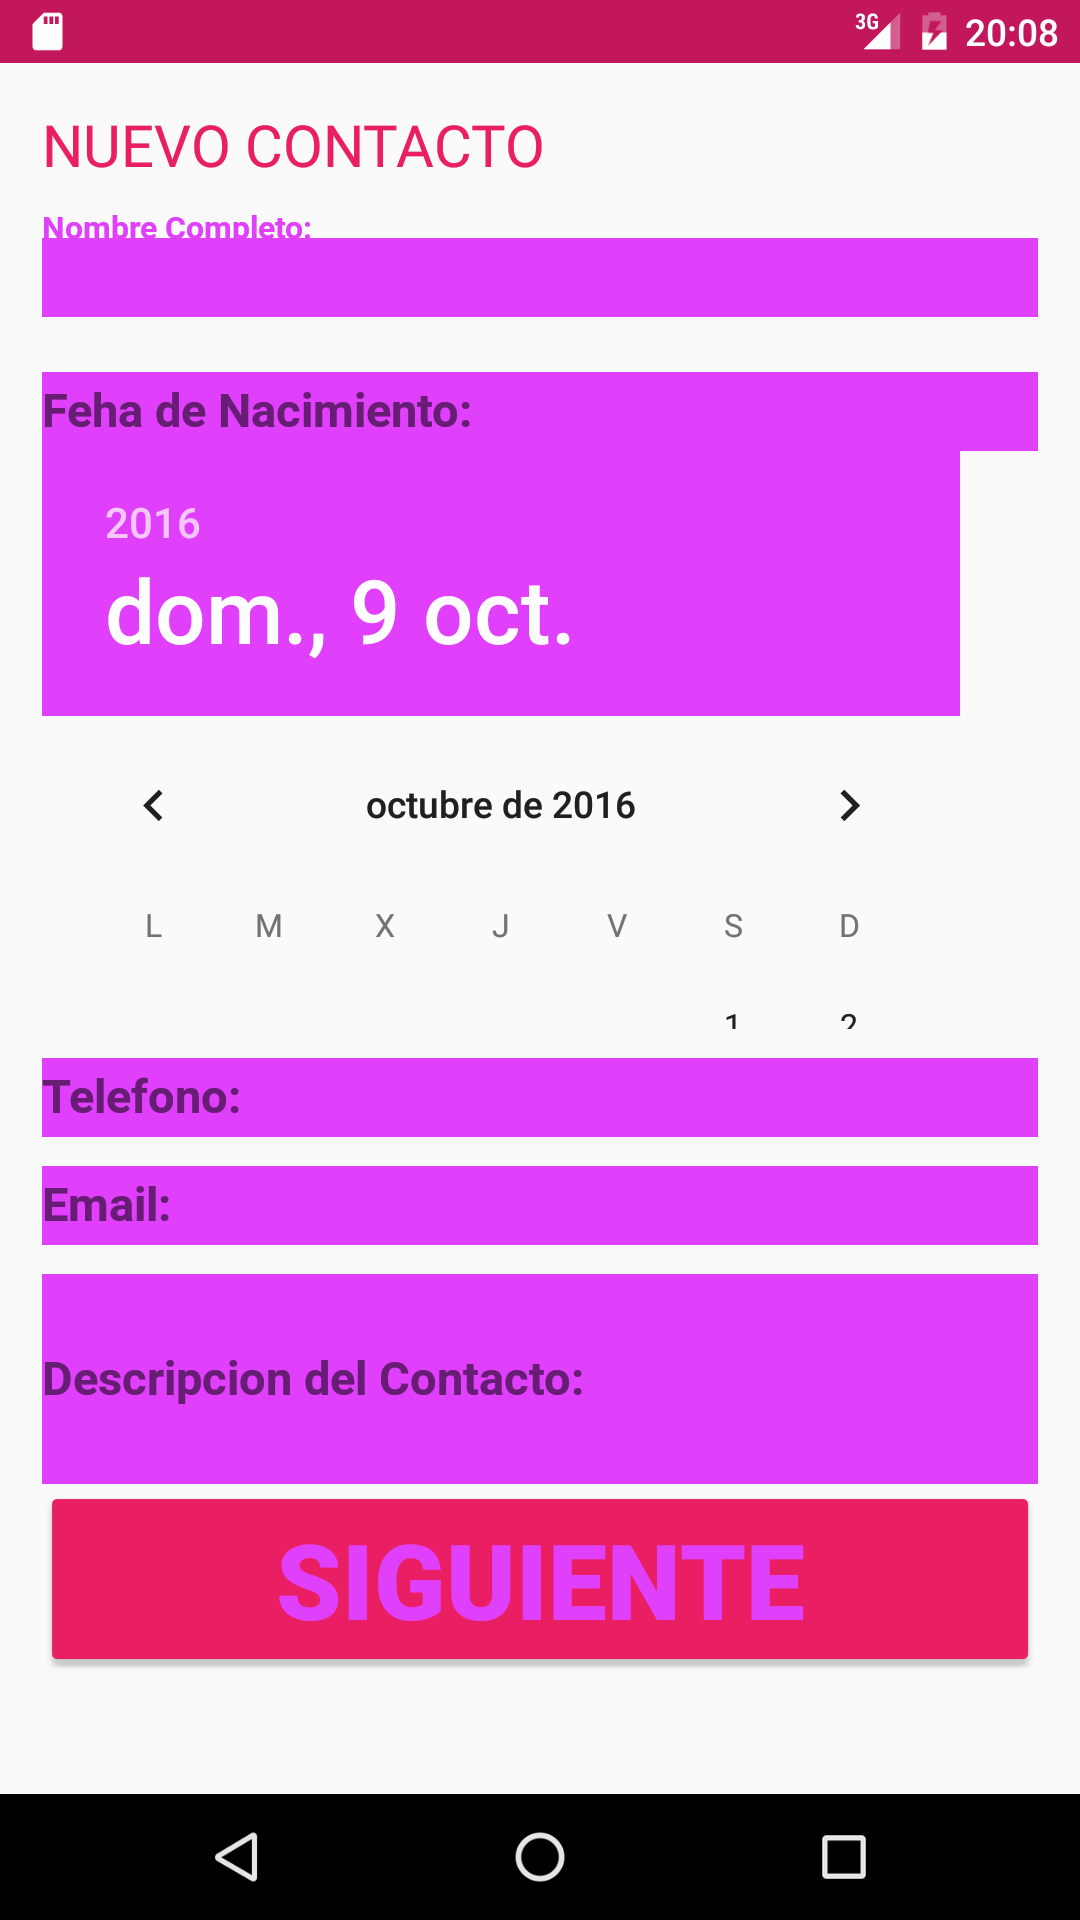 3G 20:08
NUEVO CONTACTO
Nombre Completo:
Feha de Nacimiento:
2016
dom., 9 oct.
octubre de 2016
L M X J V S D
1 2
Telefono:
Email:
Descripcion del Contacto:
SIGUIENTE